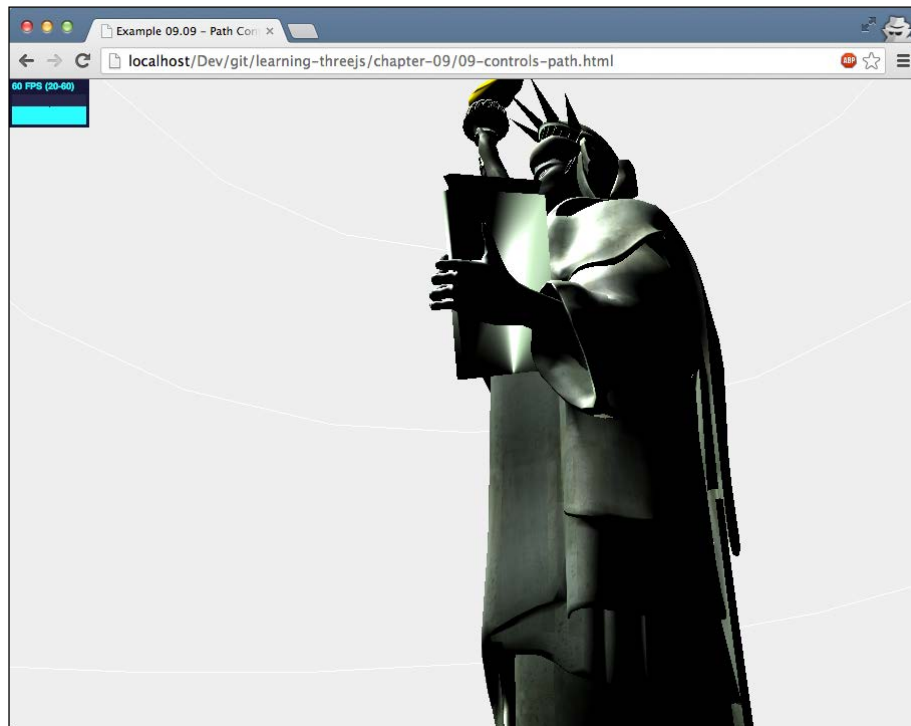 Example 09.09 - Path Con
localhost/Dev/git/learning-threejs/chapter-09/09-controls-path.html
ABP
60 FPS (20-60)